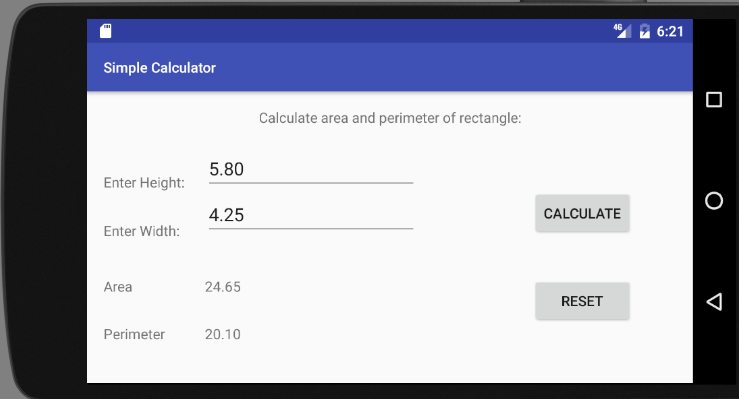 4G 6:21
Simple Calculator
Calculate area and perimeter of rectangle:
Enter Height: 5.80
Enter Width: 4.25
CALCULATE
Area 24.65
RESET
Perimeter 20.10